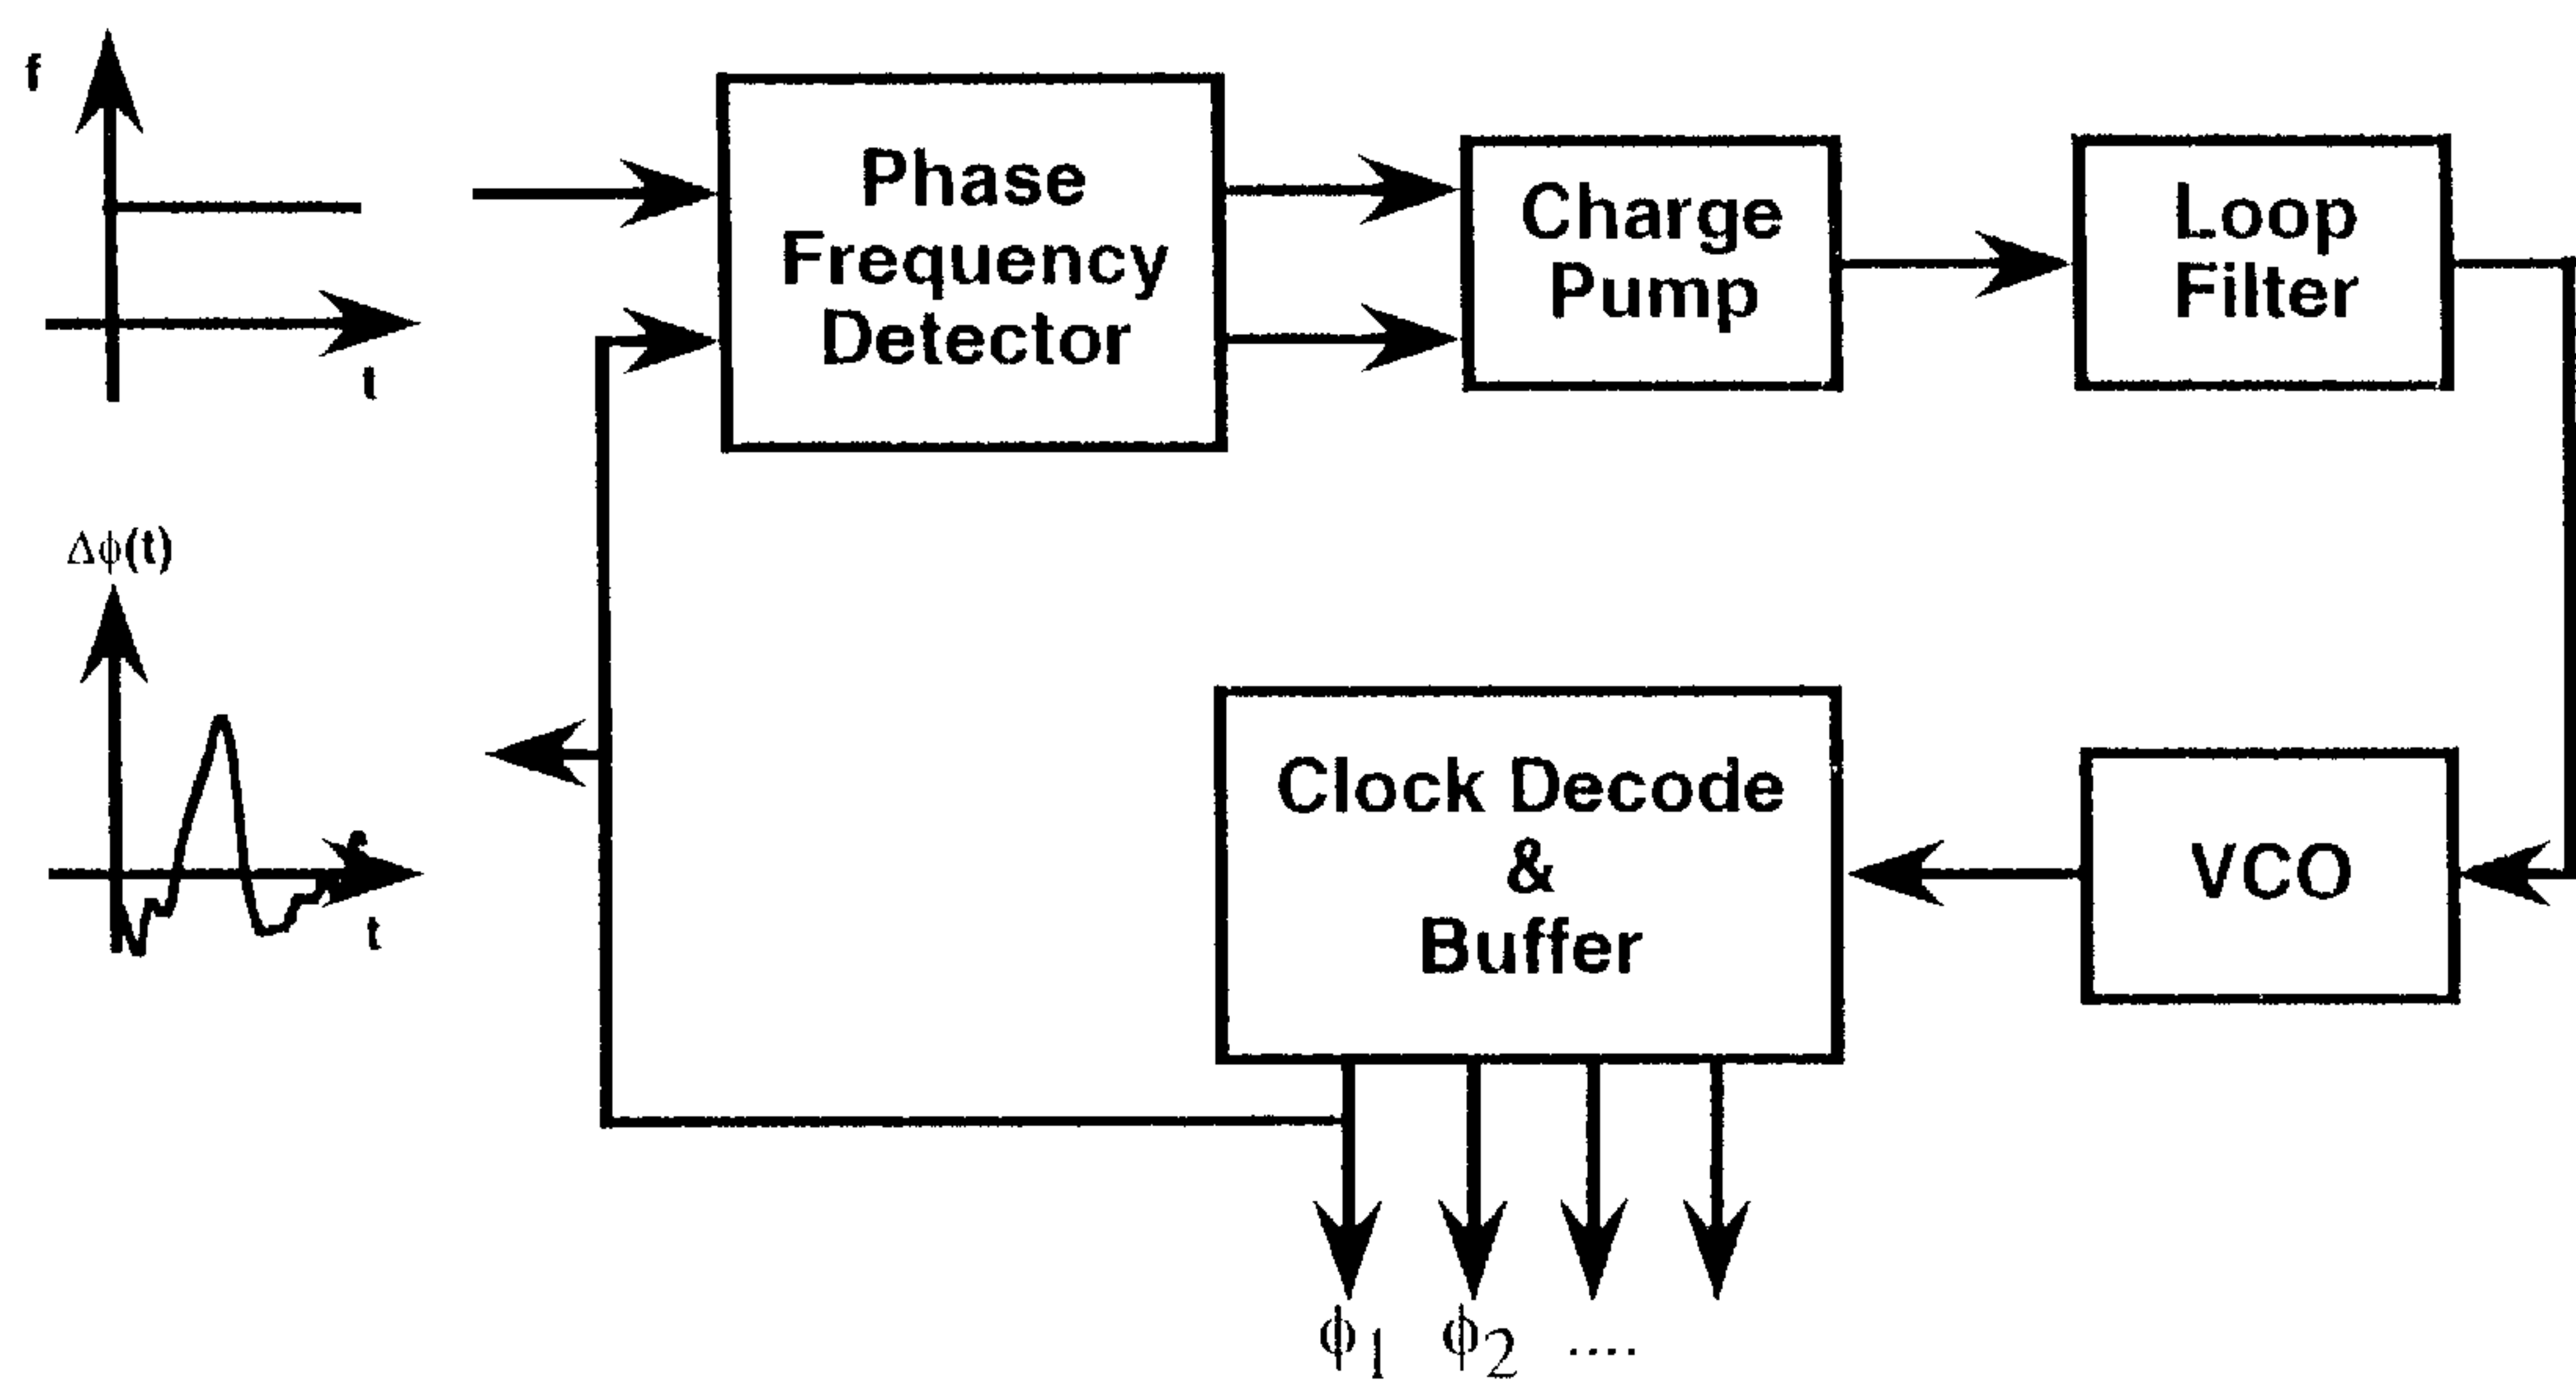 f
t
Phase
Frequency
Detector
Charge
Pump
Loop
Filter
Δϕ(t)
t
Clock Decode
&
Buffer
VCO
ϕ1 ϕ2 ....